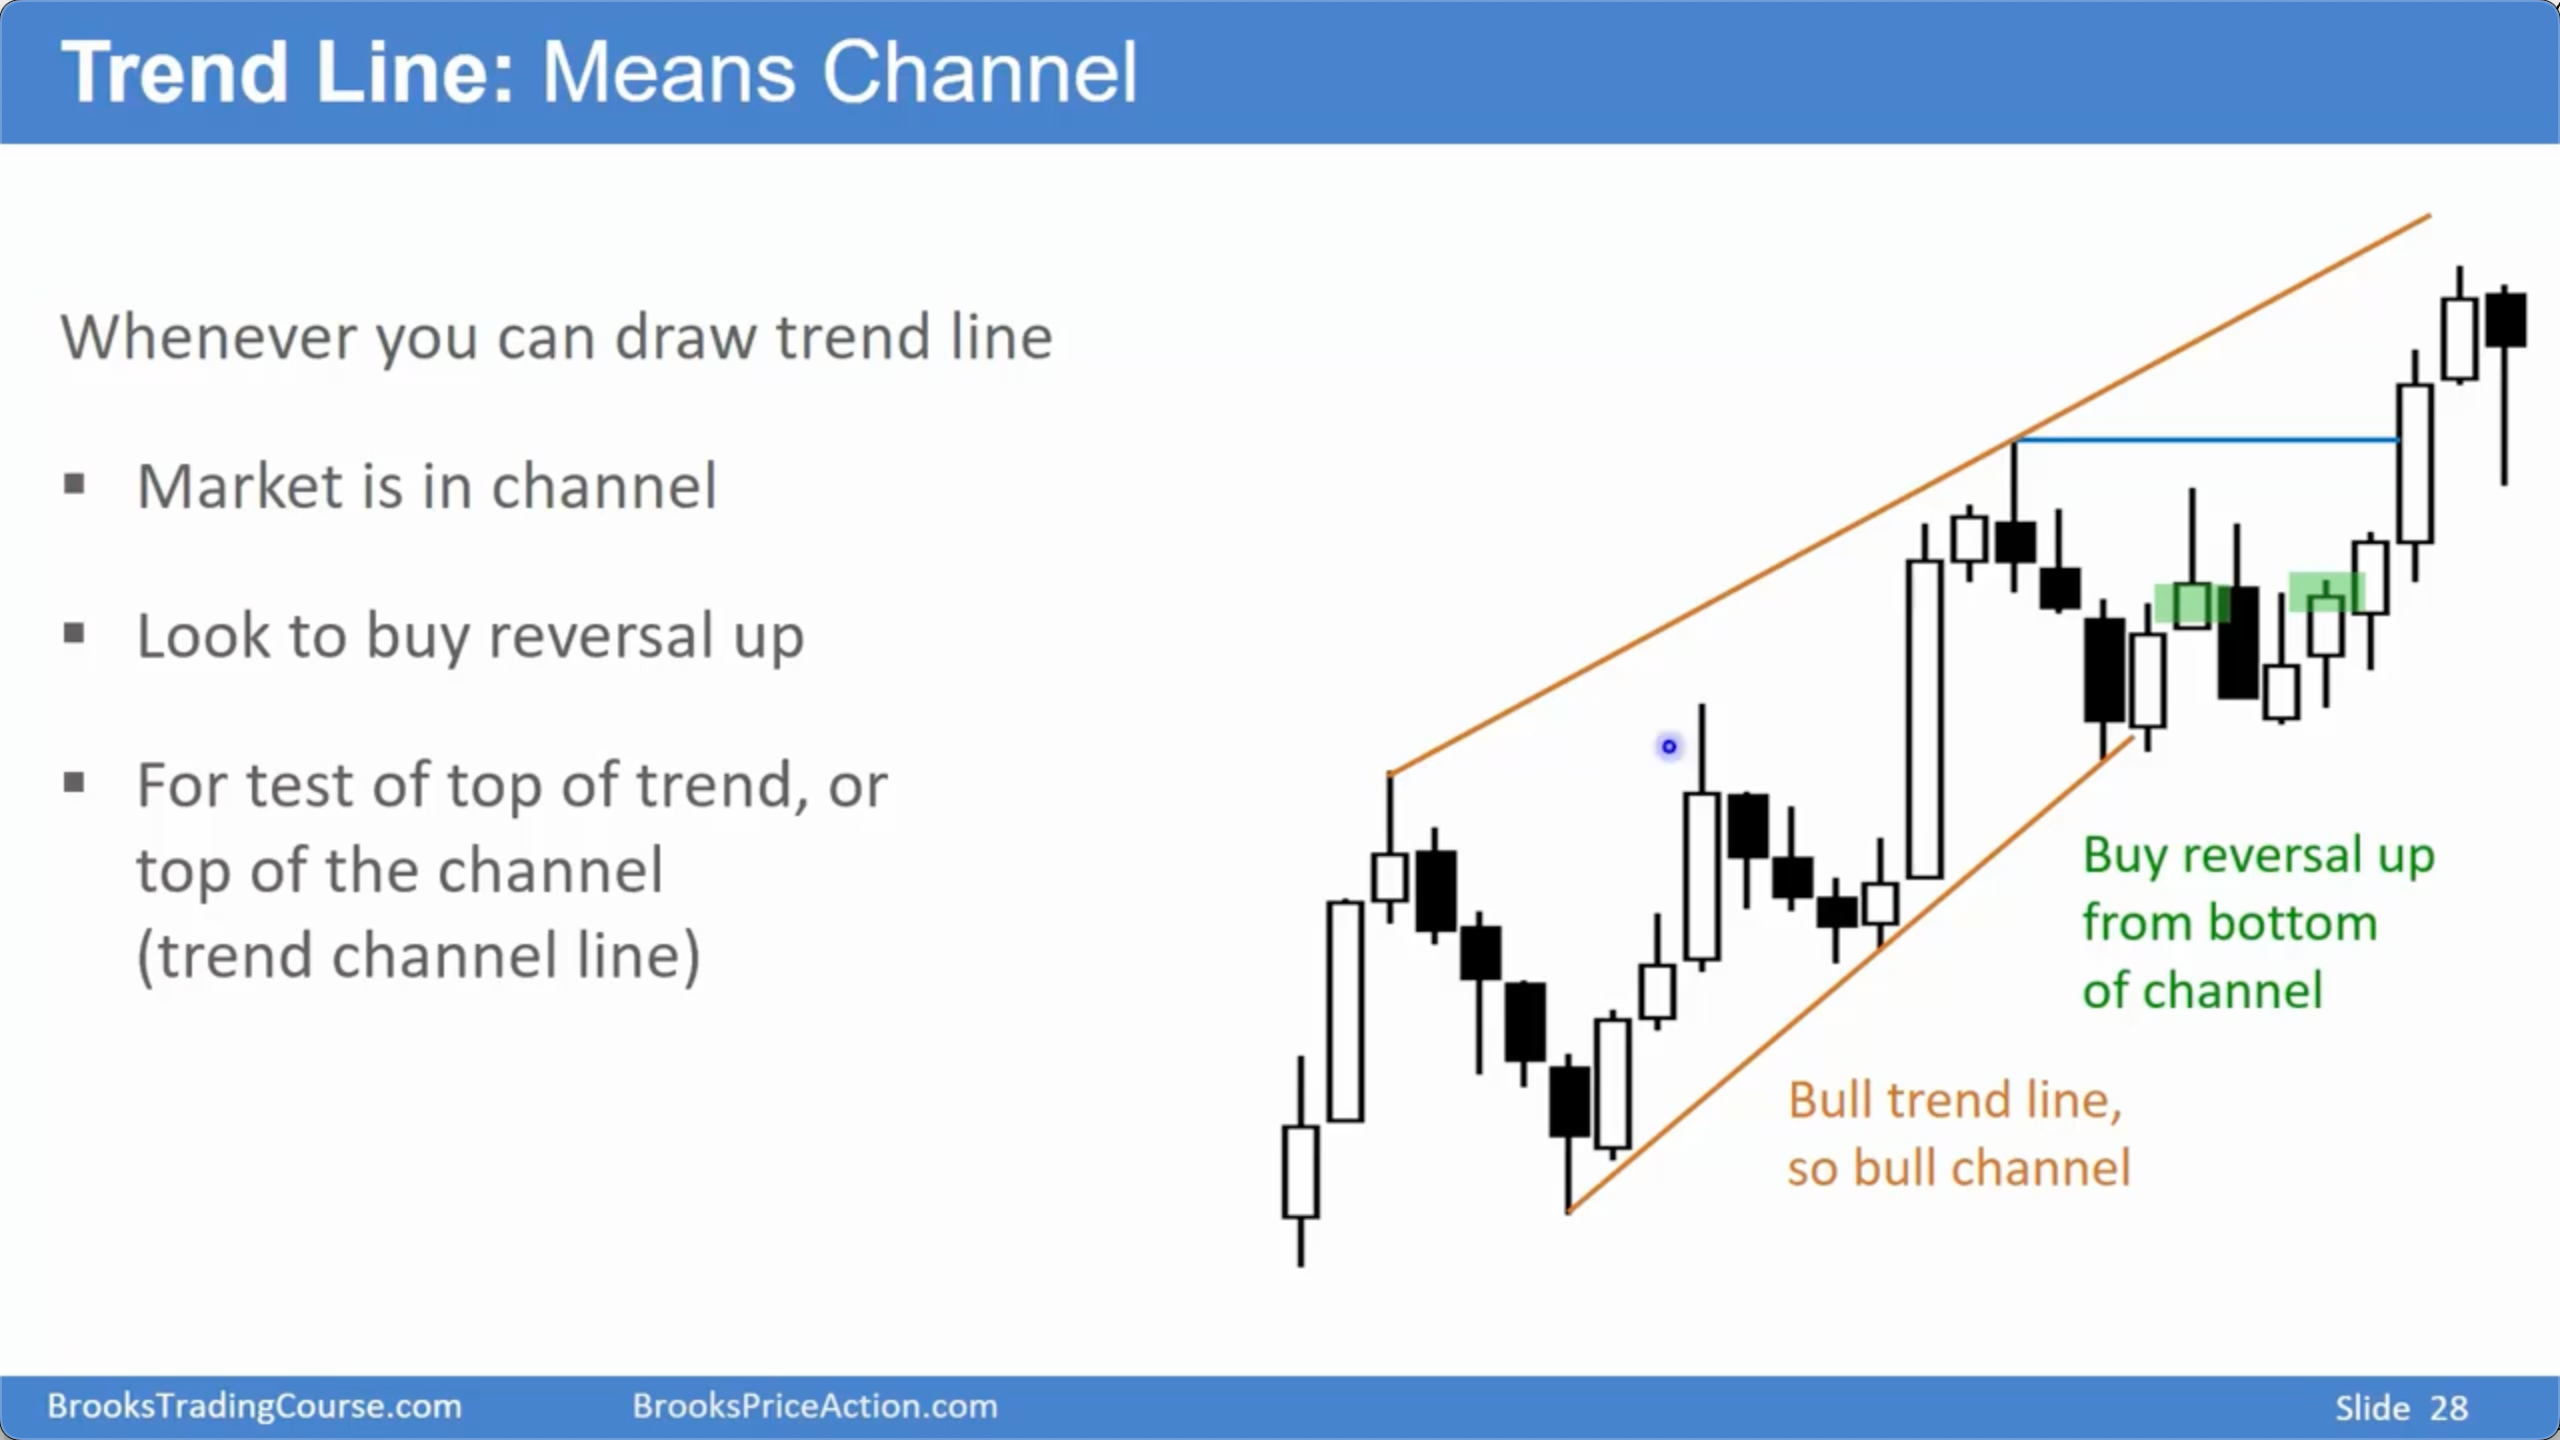 Trend Line: Means Channel
Whenever you can draw trend line
▪ Market is in channel
▪ Look to buy reversal up
▪ For test of top of trend, or
top of the channel
(trend channel line)
Buy reversal up
from bottom
of channel
Bull trend line,
so bull channel
BrooksTradingCourse.com
BrooksPriceAction.com
Slide 28